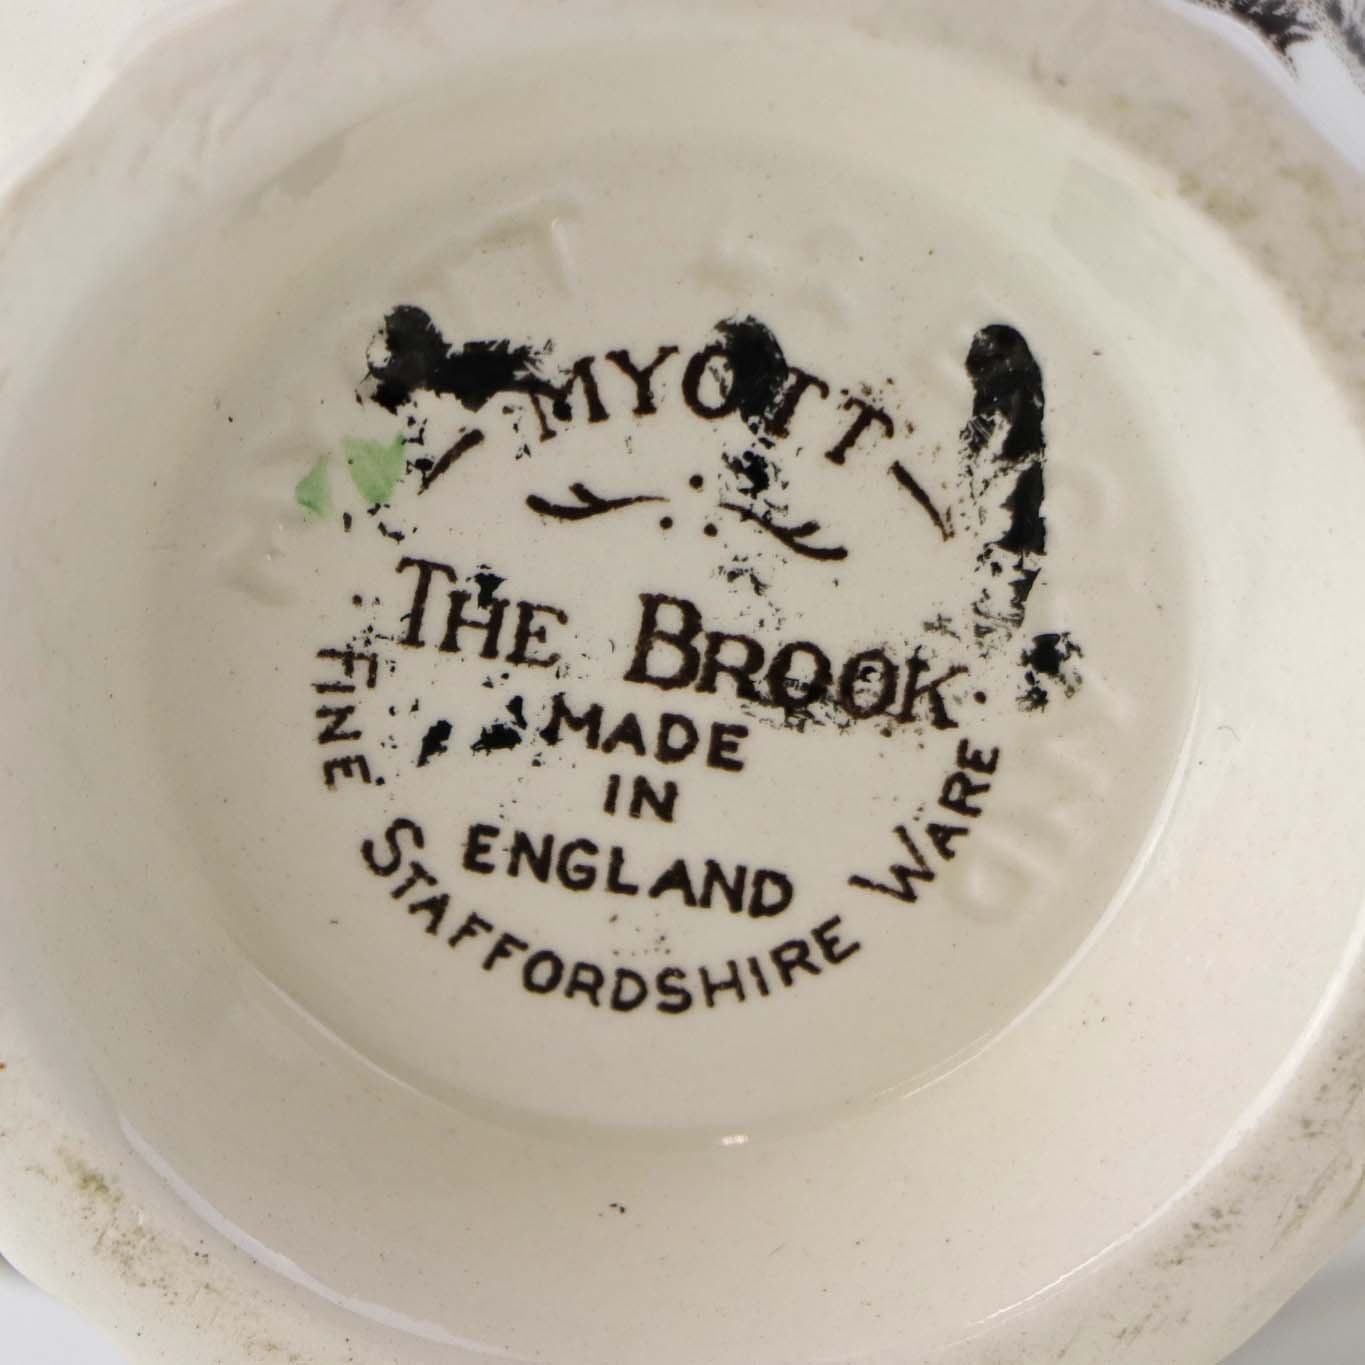 MYOTT
THE BROOK
MADE
IN
ENGLAND
FINE STAFFORDSHIRE WARE